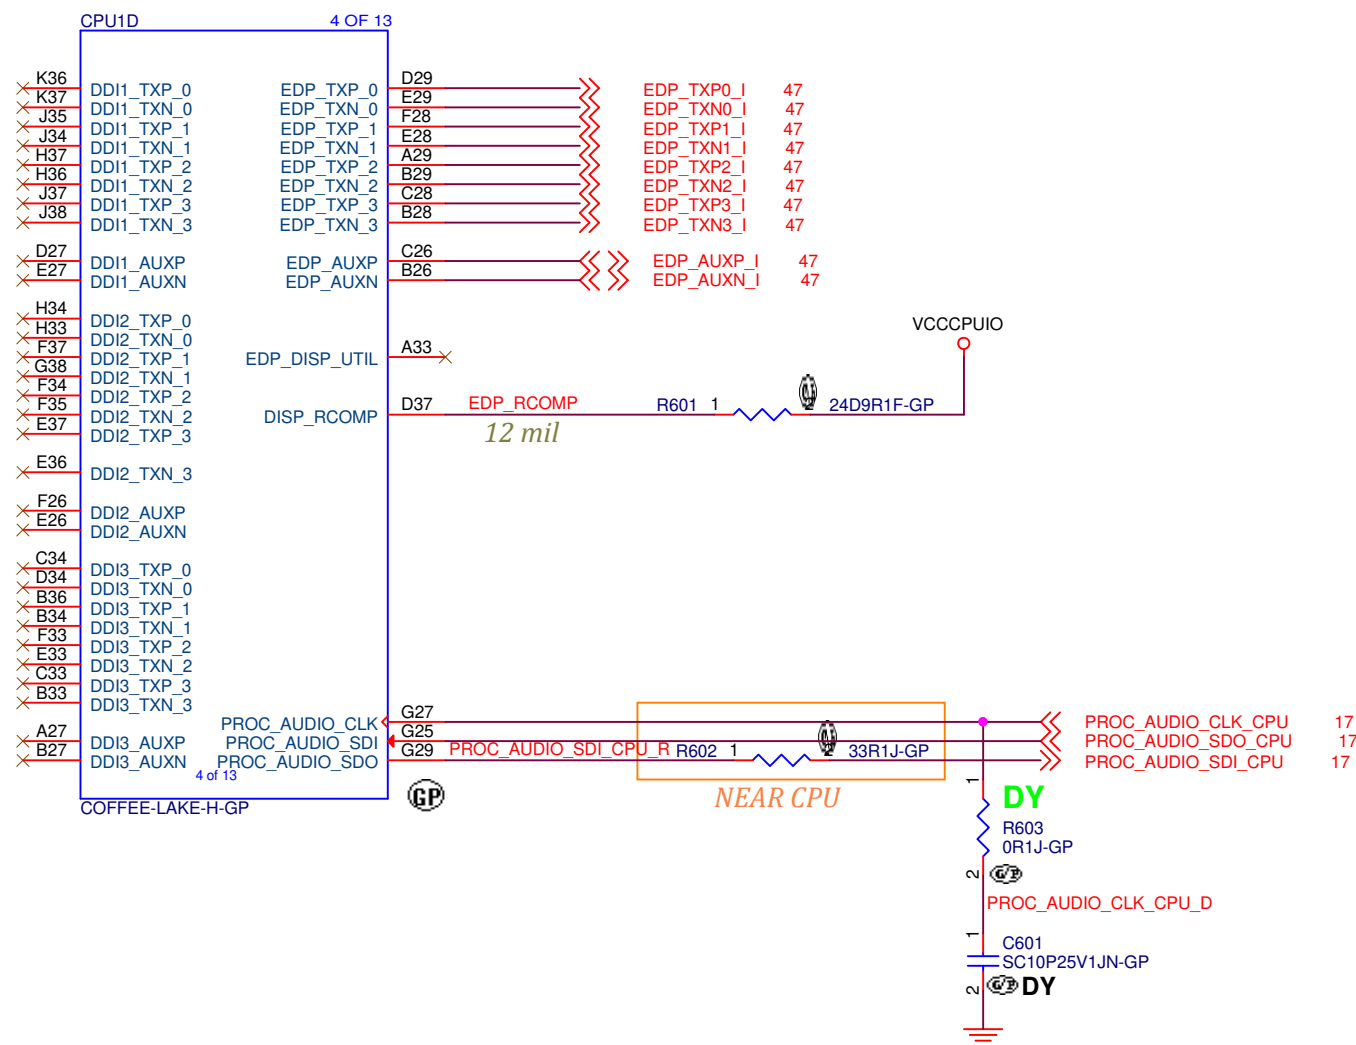 CPU1D 4 OF 13
K36 DDI1_TXP_0 EDP_TXP_0 D29 EDP_TXP0_I 47
K37 DDI1_TXN_0 EDP_TXN_0 E29 EDP_TXN0_I 47
J35 DDI1_TXP_1 EDP_TXP_1 F28 EDP_TXP1_I 47
J34 DDI1_TXN_1 EDP_TXN_1 E28 EDP_TXN1_I 47
H37 DDI1_TXP_2 EDP_TXP_2 A29 EDP_TXP2_I 47
H36 DDI1_TXN_2 EDP_TXN_2 B29 EDP_TXN2_I 47
J37 DDI1_TXP_3 EDP_TXP_3 C28 EDP_TXP3_I 47
J38 DDI1_TXN_3 EDP_TXN_3 B28 EDP_TXN3_I 47
D27 DDI1_AUXP EDP_AUXP C26 EDP_AUXP_I 47
E27 DDI1_AUXN EDP_AUXN B26 EDP_AUXN_I 47
H34 DDI2_TXP_0
VCCCPUIO
H33 DDI2_TXN_0
F37 DDI2_TXP_1 EDP_DISP_UTIL A33
G38 DDI2_TXN_1
F34 DDI2_TXP_2
F35 DDI2_TXN_2 DISP_RCOMP D37 EDP_RCOMP R601 1 24D9R1F-GP
E37 DDI2_TXP_3 12 mil
E36 DDI2_TXN_3
F26 DDI2_AUXP
E26 DDI2_AUXN
C34 DDI3_TXP_0
D34 DDI3_TXN_0
B36 DDI3_TXP_1
B34 DDI3_TXN_1
F33 DDI3_TXP_2
E33 DDI3_TXN_2
C33 DDI3_TXP_3
B33 DDI3_TXN_3
PROC_AUDIO_CLK G27 PROC_AUDIO_CLK_CPU 17
A27 DDI3_AUXP PROC_AUDIO_SDI G25 PROC_AUDIO_SDO_CPU 17
B27 DDI3_AUXN PROC_AUDIO_SDO G29 PROC_AUDIO_SDI_CPU_R R602 1 33R1J-GP PROC_AUDIO_SDI_CPU 17
4 of 13
COFFEE-LAKE-H-GP
GP
NEAR CPU
1
DY
R603
0R1J-GP
2 G/P
PROC_AUDIO_CLK_CPU_D
1
C601
SC10P25V1JN-GP
2 G/P DY